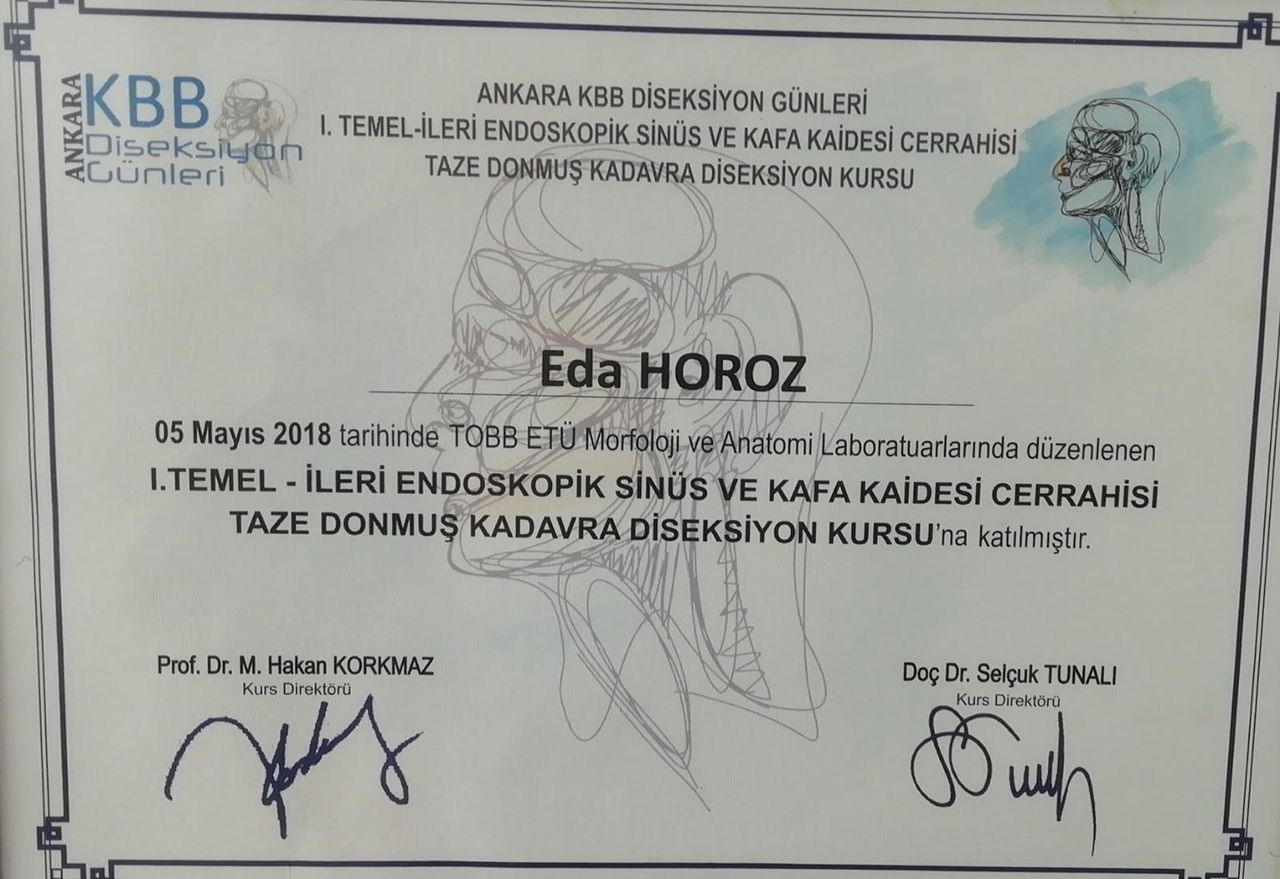 ANKARA
KBB
Diseksiyon
Günleri
ANKARA KBB DİSEKSİYON GÜNLERİ
I. TEMEL-İLERİ ENDOSKOPİK SİNÜS VE KAFA KAİDESİ CERRAHİSİ
TAZE DONMUŞ KADAVRA DİSEKSİYON KURSU
Eda HOROZ
05 Mayıs 2018 tarihinde TOBB ETÜ Morfoloji ve Anatomi Laboratuarlarında düzenlenen
I.TEMEL - İLERİ ENDOSKOPİK SİNÜS VE KAFA KAİDESİ CERRAHİSİ
TAZE DONMUŞ KADAVRA DİSEKSİYON KURSU'na katılmıştır.
Prof. Dr. M. Hakan KORKMAZ
Kurs Direktörü
Doç Dr. Selçuk TUNALI
Kurs Direktörü